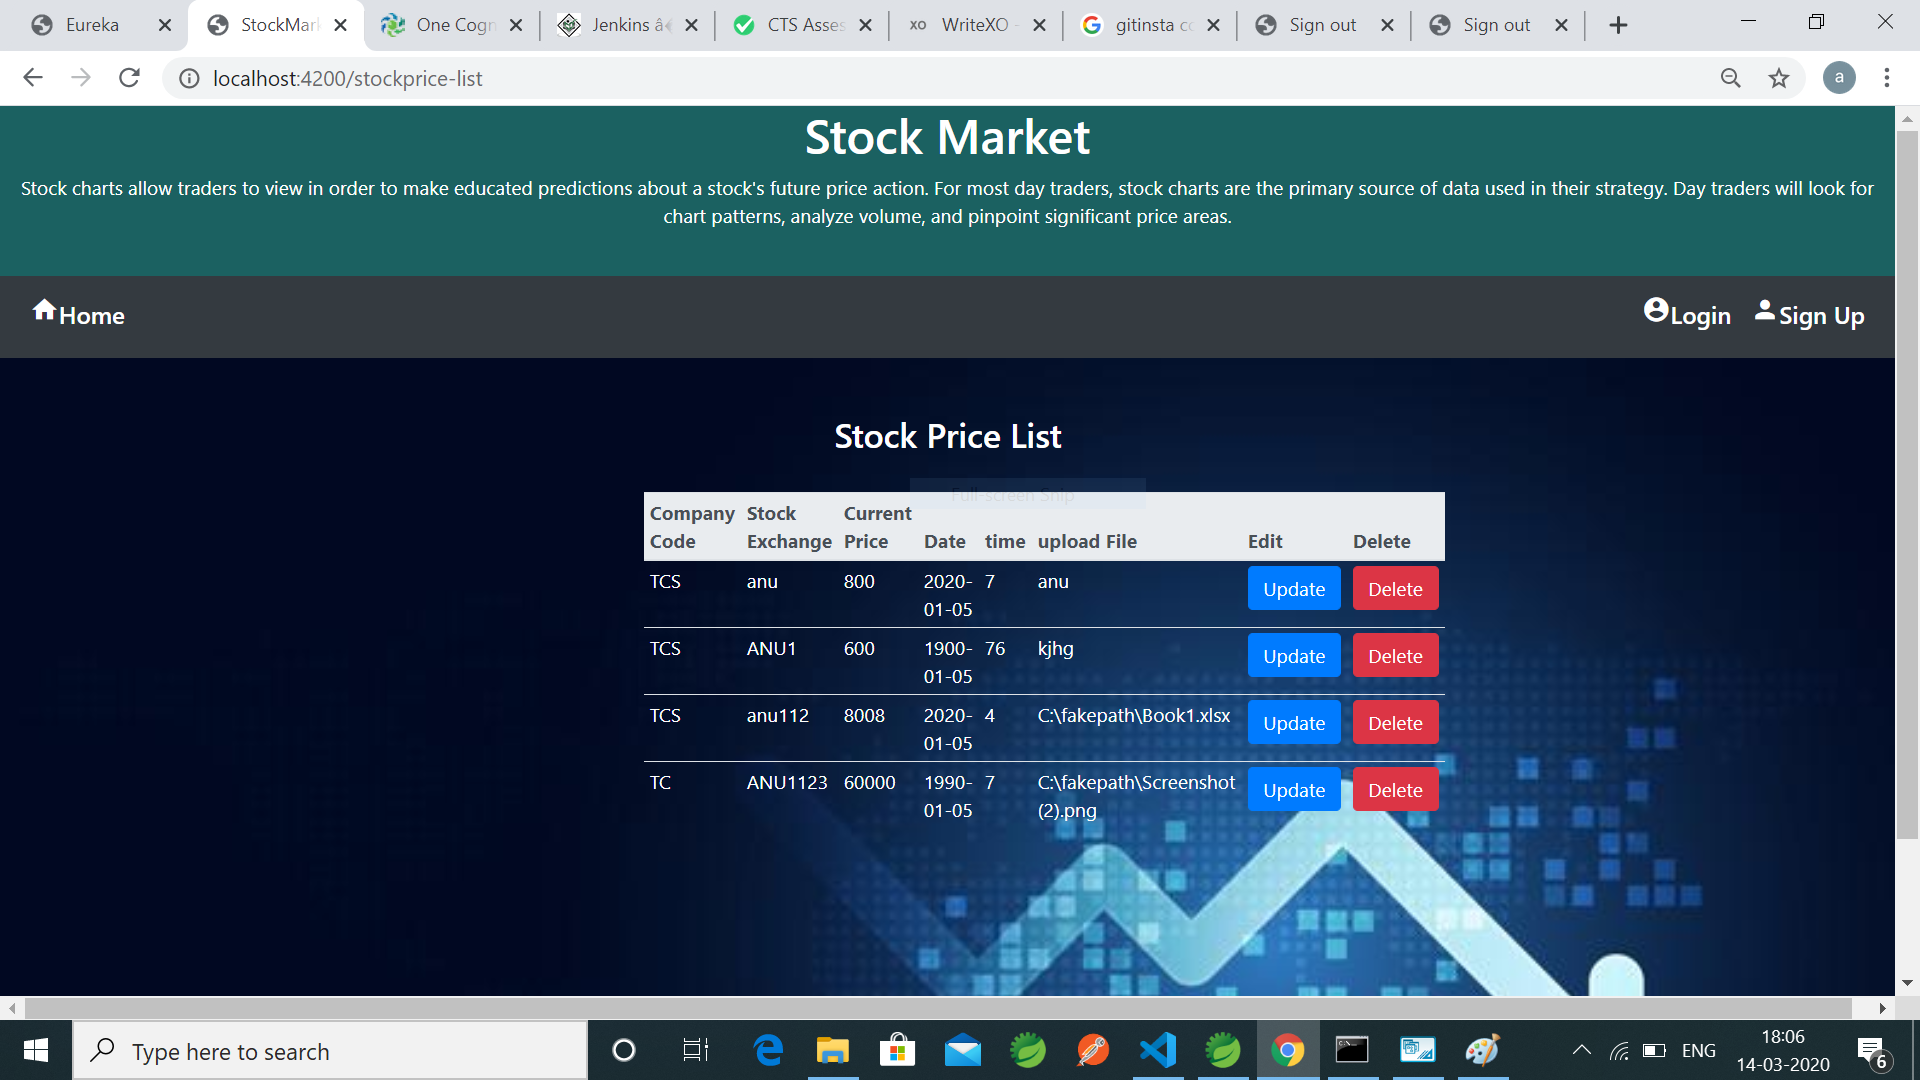 Eureka
StockMark
One Cogn
Jenkins â
CTS Asses
WriteXO -
gitinsta co
Sign out
Sign out
localhost:4200/stockprice-list
a
Stock Market
Stock charts allow traders to view in order to make educated predictions about a stock's future price action. For most day traders, stock charts are the primary source of data used in their strategy. Day traders will look for
chart patterns, analyze volume, and pinpoint significant price areas.
Home
Login
Sign Up
Stock Price List
Full-screen Snip
Company Stock Current
Code Exchange Price Date time upload File Edit Delete
TCS anu 800 2020- 7 anu Update Delete
01-05
TCS ANU1 600 1900- 76 kjhg Update Delete
01-05
TCS anu112 8008 2020- 4 C:\fakepath\Book1.xlsx Update Delete
01-05
TC ANU1123 60000 1990- 7 C:\fakepath\Screenshot Update Delete
01-05 (2).png
Type here to search
ENG
18:06
14-03-2020
6